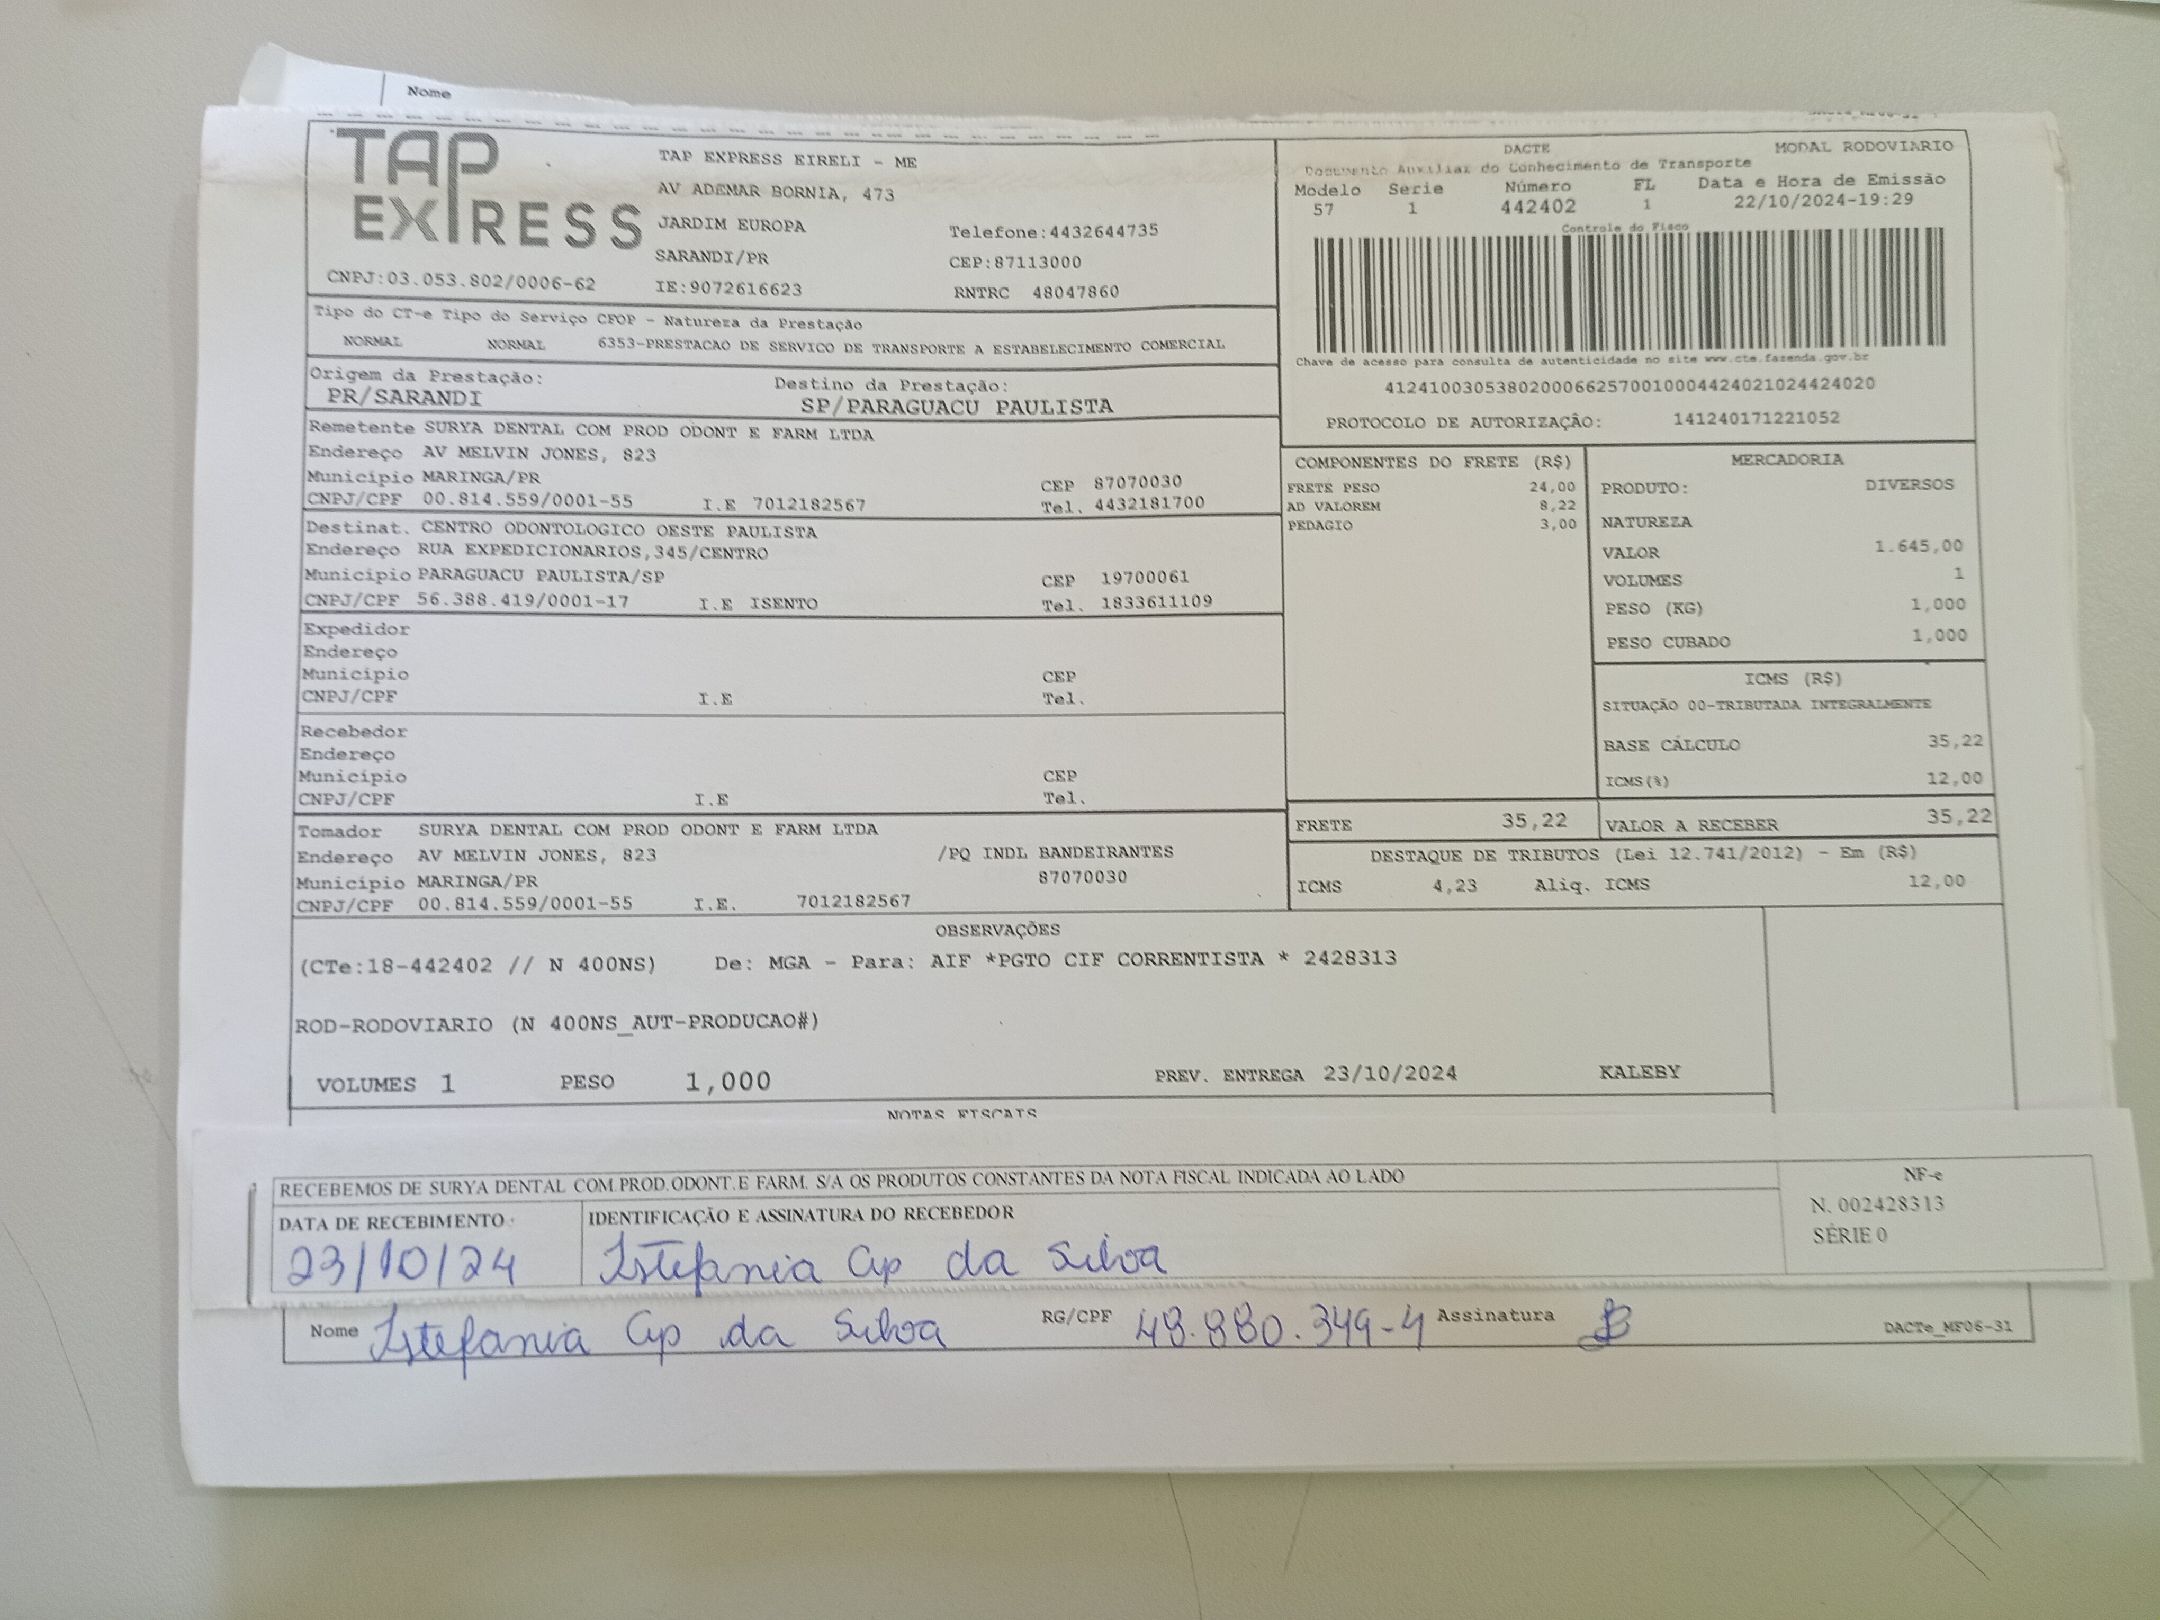 Nome
TAP EXPRESS
TAP EXPRESS EIRELI - ME
AV ADEMAR BORNIA, 473
JARDIM EUROPA Telefone:4432644735
SARANDI/PR CEP:87113000
CNPJ:03.053.802/0006-62 IE:9072616623 RNTRC 48047860
DACTE MODAL RODOVIARIO
Documento Auxiliar do Conhecimento de Transporte
Modelo Serie Número FL Data e Hora de Emissão
57 1 442402 1 22/10/2024-19:29
Controle do Fisco
Chave de acesso para consulta de autenticidade no site www.cte.fazenda.gov.br
41241003053802000662570010004424021024424020
PROTOCOLO DE AUTORIZAÇÂO: 141240171221052
Tipo do CT-e Tipo do Serviço CFOP - Natureza da Prestação
NORMAL NORMAL 6353-PRESTACAO DE SERVICO DE TRANSPORTE A ESTABELECIMENTO COMERCIAL
Origem da Prestação: Destino da Prestação:
PR/SARANDI SP/PARAGUACU PAULISTA
Remetente SURYA DENTAL COM PROD ODONT E FARM LTDA
Endereço AV MELVIN JONES, 823
Município MARINGA/PR CEP 87070030
CNPJ/CPF 00.814.559/0001-55 I.E 7012182567 Tel. 4432181700
Destinat. CENTRO ODONTOLOGICO OESTE PAULISTA
Endereço RUA EXPEDICIONARIOS,345/CENTRO
Município PARAGUACU PAULISTA/SP CEP 19700061
CNPJ/CPF 56.388.419/0001-17 I.E ISENTO Tel. 1833611109
Expedidor
Endereço
Município CEP
CNPJ/CPF I.E Tel.
Recebedor
Endereço
Município CEP
CNPJ/CPF I.E Tel.
Tomador SURYA DENTAL COM PROD ODONT E FARM LTDA
Endereço AV MELVIN JONES, 823 /PQ INDL BANDEIRANTES
Município MARINGA/PR 87070030
CNPJ/CPF 00.814.559/0001-55 I.E. 7012182567
COMPONENTES DO FRETE (R$)
FRETE PESO 24,00
AD VALOREM 8,22
PEDAGIO 3,00
MERCADORIA
PRODUTO: DIVERSOS
NATUREZA
VALOR 1.645,00
VOLUMES 1
PESO (KG) 1,000
PESO CUBADO 1,000
ICMS (R$)
SITUAÇÃO 00-TRIBUTADA INTEGRALMENTE
BASE CÁLCULO 35,22
ICMS(%) 12,00
FRETE 35,22 VALOR A RECEBER 35,22
DESTAQUE DE TRIBUTOS (Lei 12.741/2012) - Em (R$)
ICMS 4,23 Aliq. ICMS 12,00
OBSERVAÇÕES
(CTe:18-442402 // N 400NS) De: MGA - Para: AIF *PGTO CIF CORRENTISTA * 2428313
ROD-RODOVIARIO (N 400NS_AUT-PRODUCAO#)
VOLUMES 1 PESO 1,000 PREV. ENTREGA 23/10/2024 KALEBY
NOTAS FISCAIS
RECEBEMOS DE SURYA DENTAL COM.PROD.ODONT.E FARM. S/A OS PRODUTOS CONSTANTES DA NOTA FISCAL INDICADA AO LADO
DATA DE RECEBIMENTO IDENTIFICAÇÃO E ASSINATURA DO RECEBEDOR
23/10/24 Istefania Ap da Silva
NF-e
N. 002428313
SÉRIE 0
Nome Istefania Ap da Silva RG/CPF 48.880.349-4 Assinatura
DACTe_MF06-31